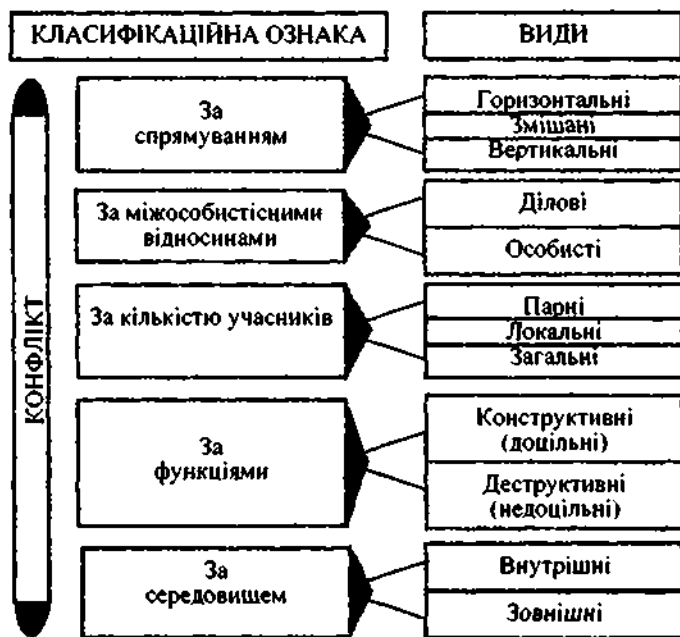 КЛАСИФІКАЦІЙНА ОЗНАКА
ВИДИ
КОНФЛІКТ
За
спрямуванням
Горизонтальні
Змішані
Вертикальні
За міжособистісними
відносинами
Ділові
Особисті
За кількістю учасників
Парні
Локальні
Загальні
За
функціями
Конструктивні
(доцільні)
Деструктивні
(недоцільні)
За
середовищем
Внутрішні
Зовнішні